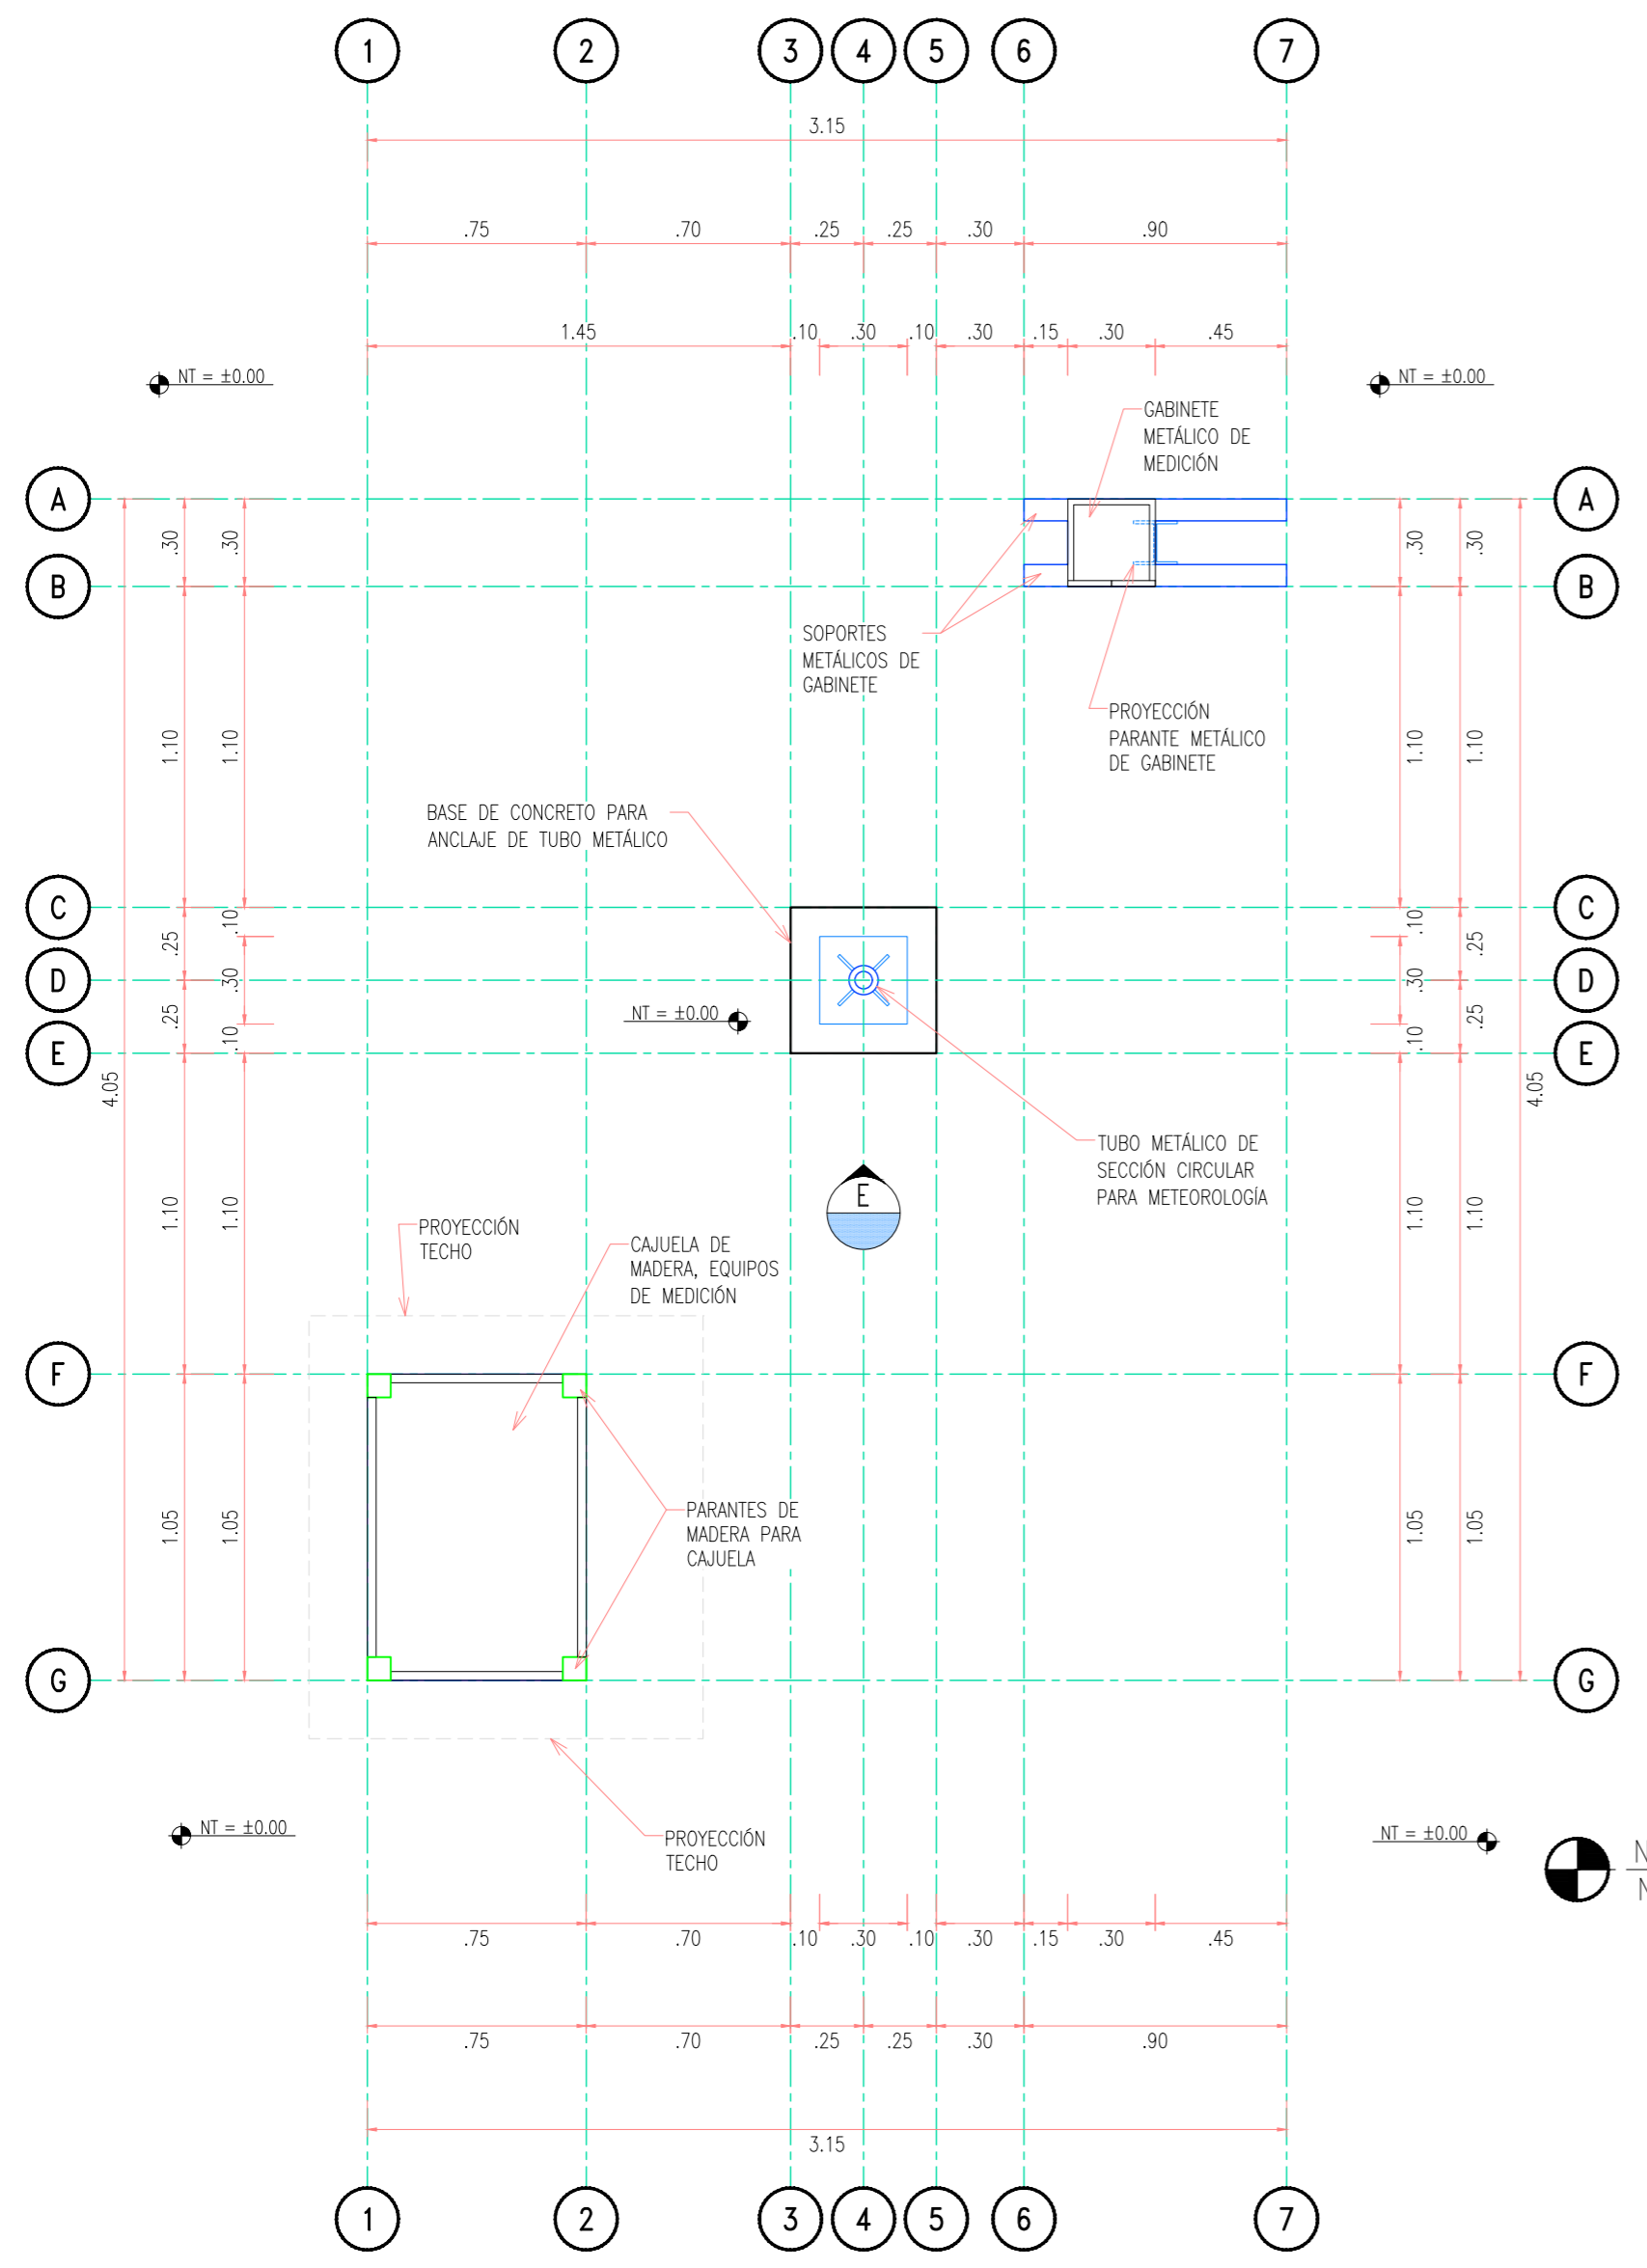 1 2 3 4 5 6 7
3.15
.75 .70 .25 .25 .30 .90
1.45 .10 .30 .10 .30 .15 .30 .45
NT = ±0.00
NT = ±0.00
GABINETE
METÁLICO DE
MEDICIÓN
A
A
.30 .30
.30 .30
B
B
SOPORTES
METÁLICOS DE
GABINETE
PROYECCIÓN
PARANTE METÁLICO
DE GABINETE
1.10 1.10
1.10 1.10
BASE DE CONCRETO PARA
ANCLAJE DE TUBO METÁLICO
C
C
.25 .10
.10 .25
D
D
.30
.30
NT = ±0.00
.25 .10
.10 .25
E
E
4.05
4.05
TUBO METÁLICO DE
SECCIÓN CIRCULAR
PARA METEOROLOGÍA
E
1.10 1.10
1.10 1.10
PROYECCIÓN
TECHO
CAJUELA DE
MADERA, EQUIPOS
DE MEDICIÓN
F
F
PARANTES DE
MADERA PARA
CAJUELA
1.05 1.05
1.05 1.05
G
G
NT = ±0.00
PROYECCIÓN
TECHO
NT = ±0.00
N
N
.75 .70 .10 .30 .10 .30 .15 .30 .45
.75 .70 .25 .25 .30 .90
3.15
1 2 3 4 5 6 7